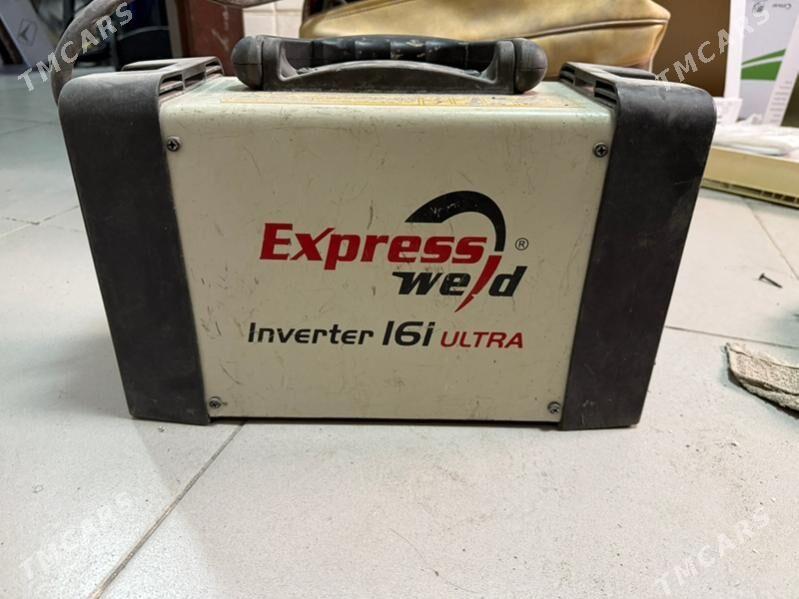 TMCARS
TMCARS
Express
weld
®
Inverter 16i ULTRA
TMCARS
TMCARS